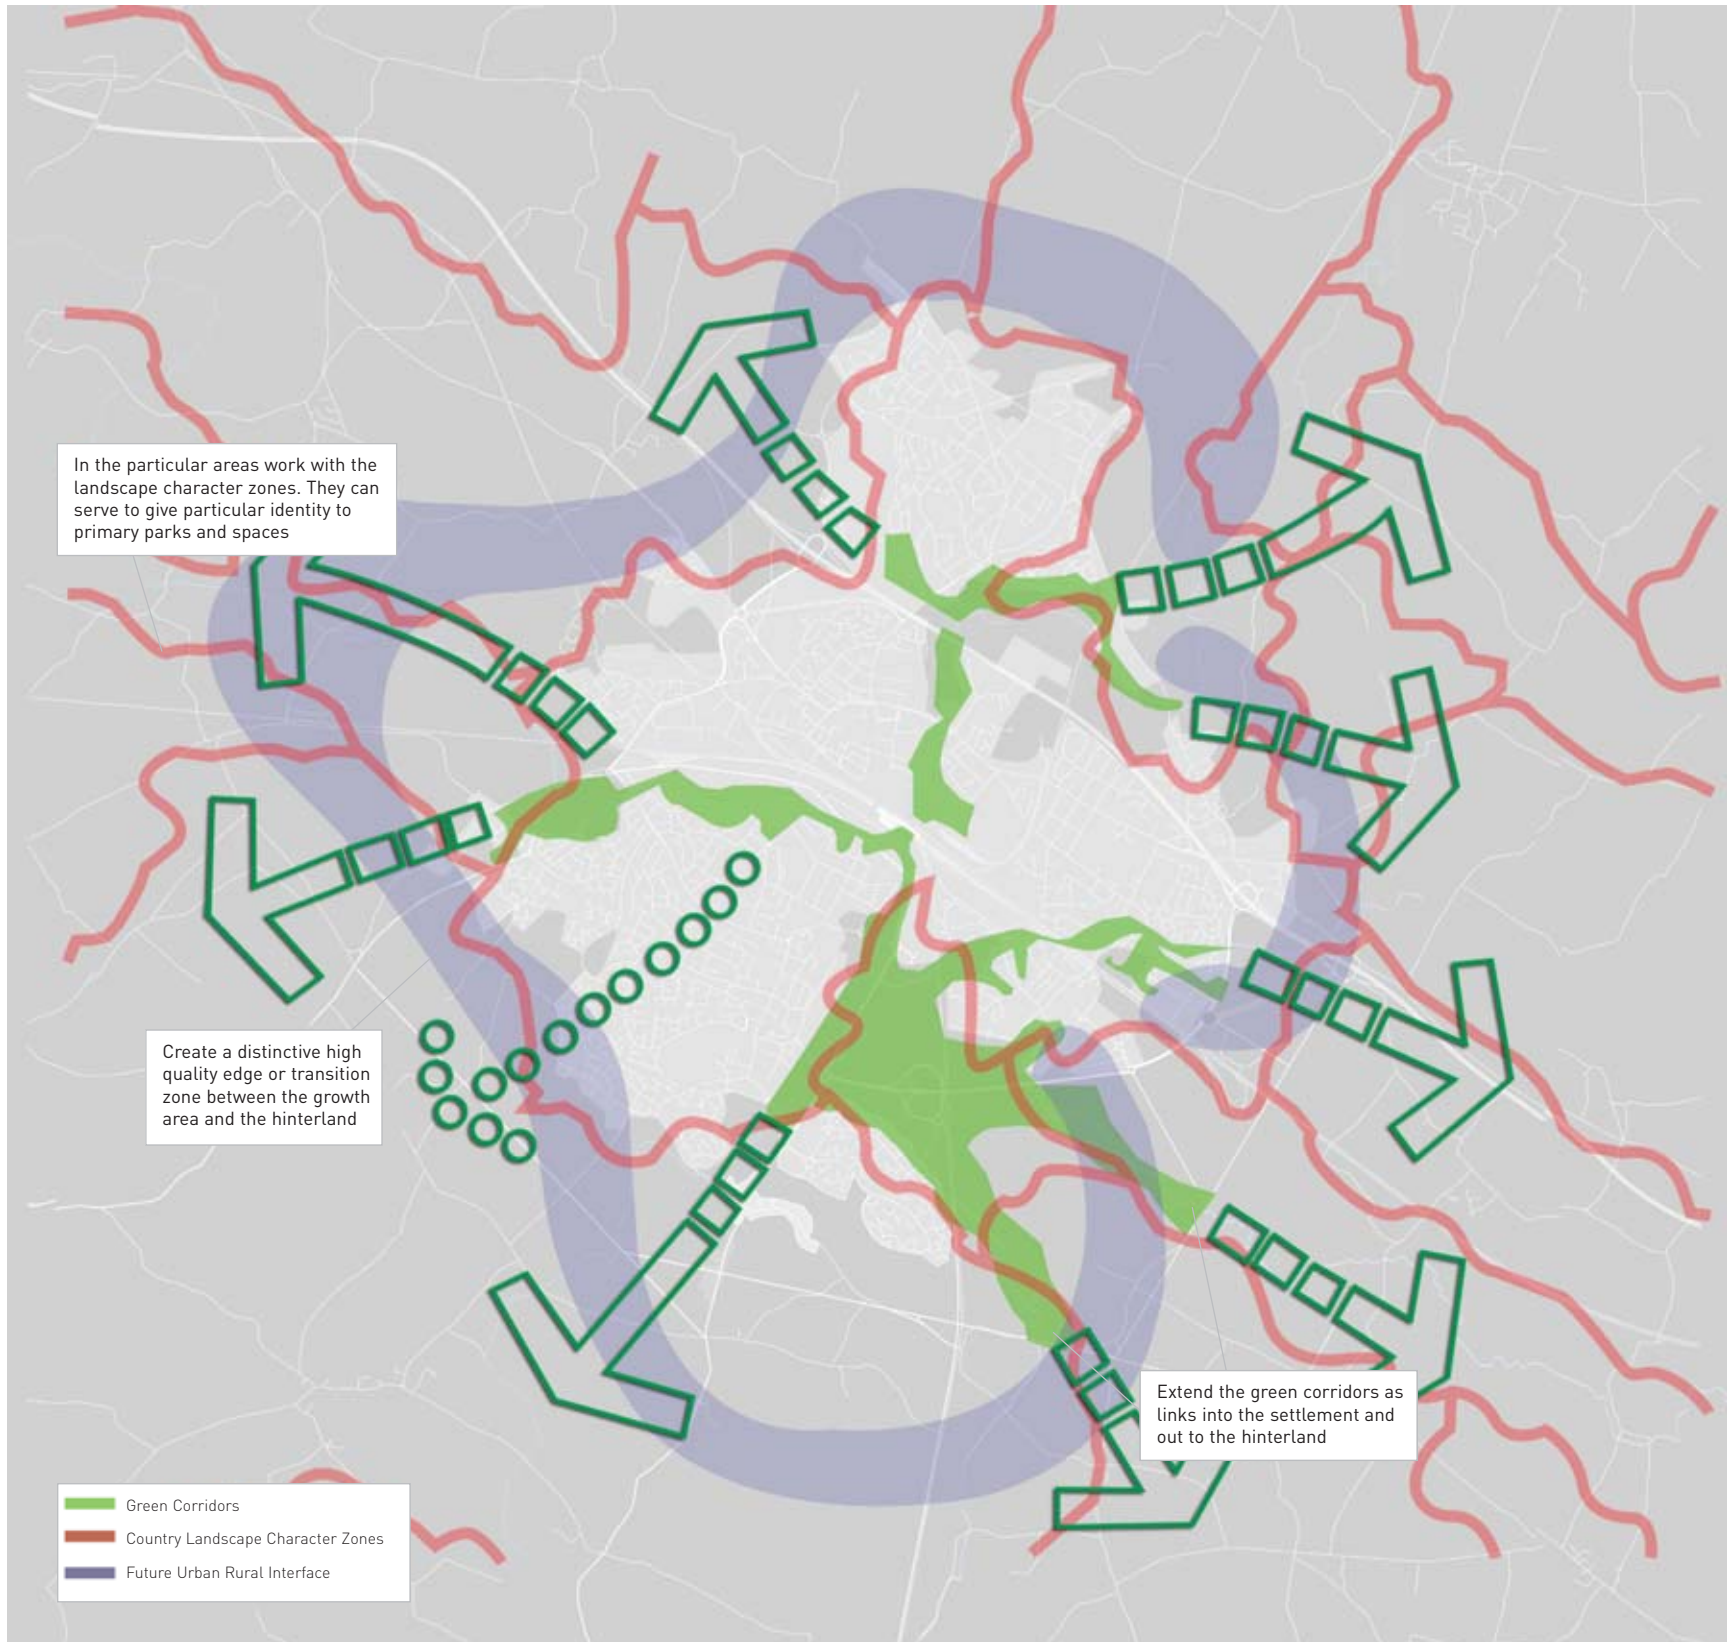 In the particular areas work with the
landscape character zones. They can
serve to give particular identity to
primary parks and spaces
Create a distinctive high
quality edge or transition
zone between the growth
area and the hinterland
Extend the green corridors as
links into the settlement and
out to the hinterland
Green Corridors
Country Landscape Character Zones
Future Urban Rural Interface